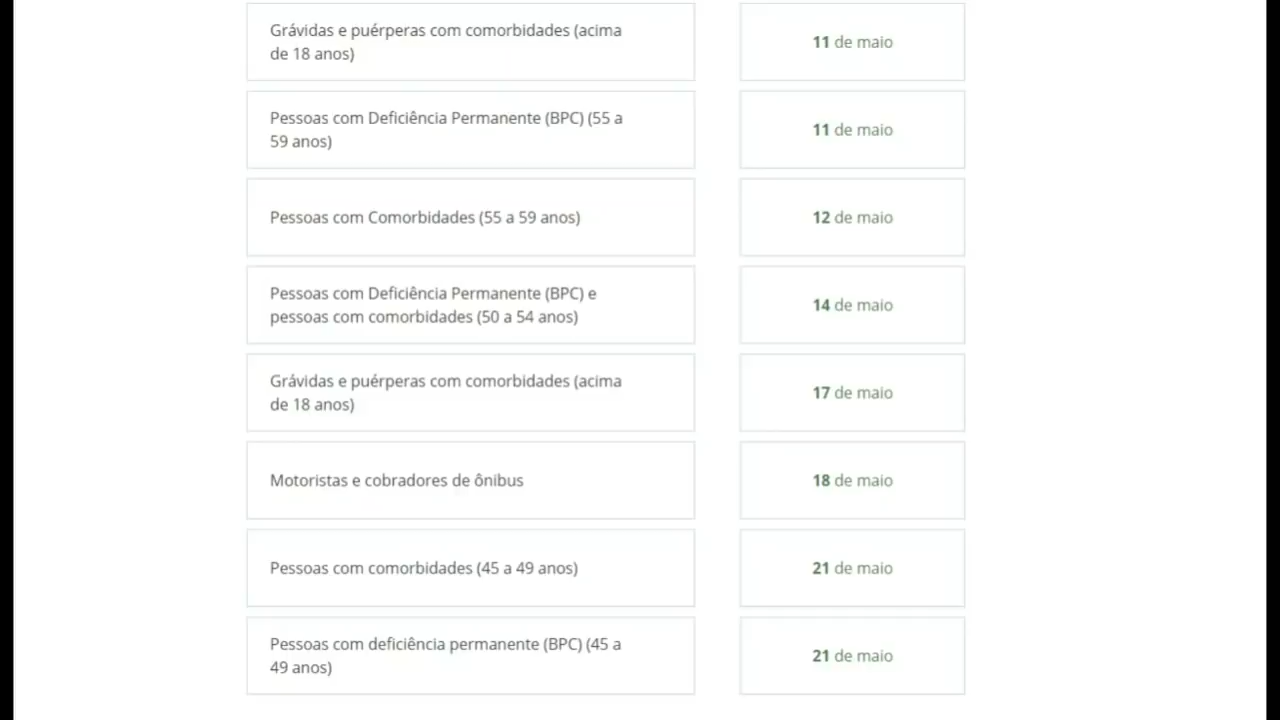 Grávidas e puérperas com comorbidades (acima
de 18 anos)
11 de maio
Pessoas com Deficiência Permanente (BPC) (55 a
59 anos)
11 de maio
Pessoas com Comorbidades (55 a 59 anos)
12 de maio
Pessoas com Deficiência Permanente (BPC) e
pessoas com comorbidades (50 a 54 anos)
14 de maio
Grávidas e puérperas com comorbidades (acima
de 18 anos)
17 de maio
Motoristas e cobradores de ônibus
18 de maio
Pessoas com comorbidades (45 a 49 anos)
21 de maio
Pessoas com deficiência permanente (BPC) (45 a
49 anos)
21 de maio